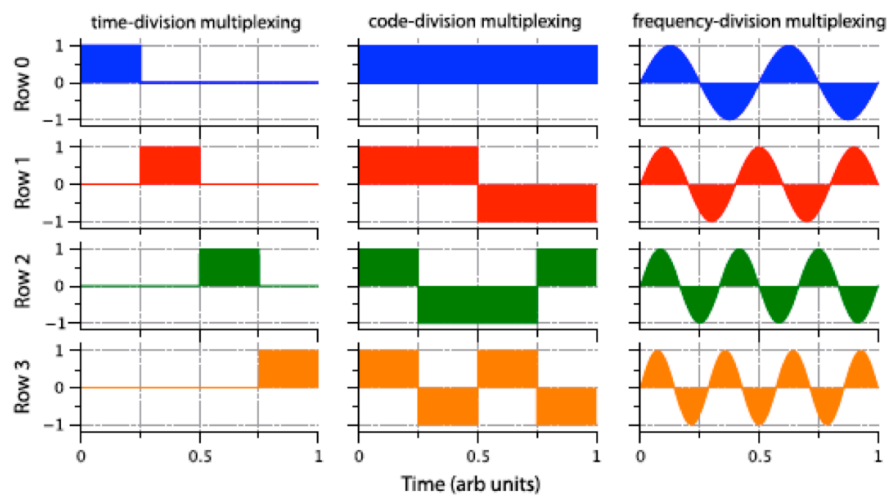 time-division multiplexing code-division multiplexing frequency-division multiplexing
Row 0
1
0
−1
Row 1
1
0
−1
Row 2
1
0
−1
Row 3
1
0
−1
0 0.5 1 0 0.5 1 0 0.5 1
Time (arb units)